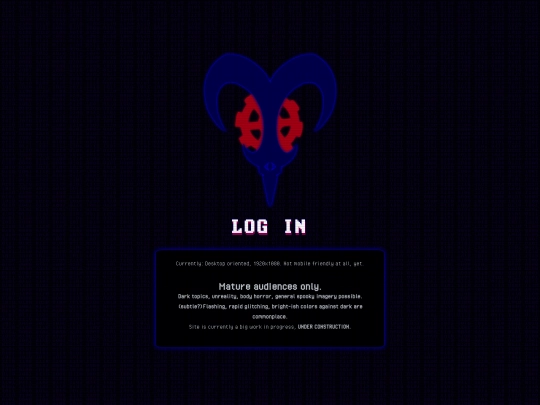 LOG IN
Currently: Desktop oriented, 1920x1080. Not mobile friendly at all, yet
Mature audiences only.
Dark topics, unreality, body horror, general spooky imagery possible.
(subtle?) Flashing, rapid glitching, bright-ish colors against dark are
commonplace.
Site is currently a big work in progress, UNDER CONSTRUCTION.